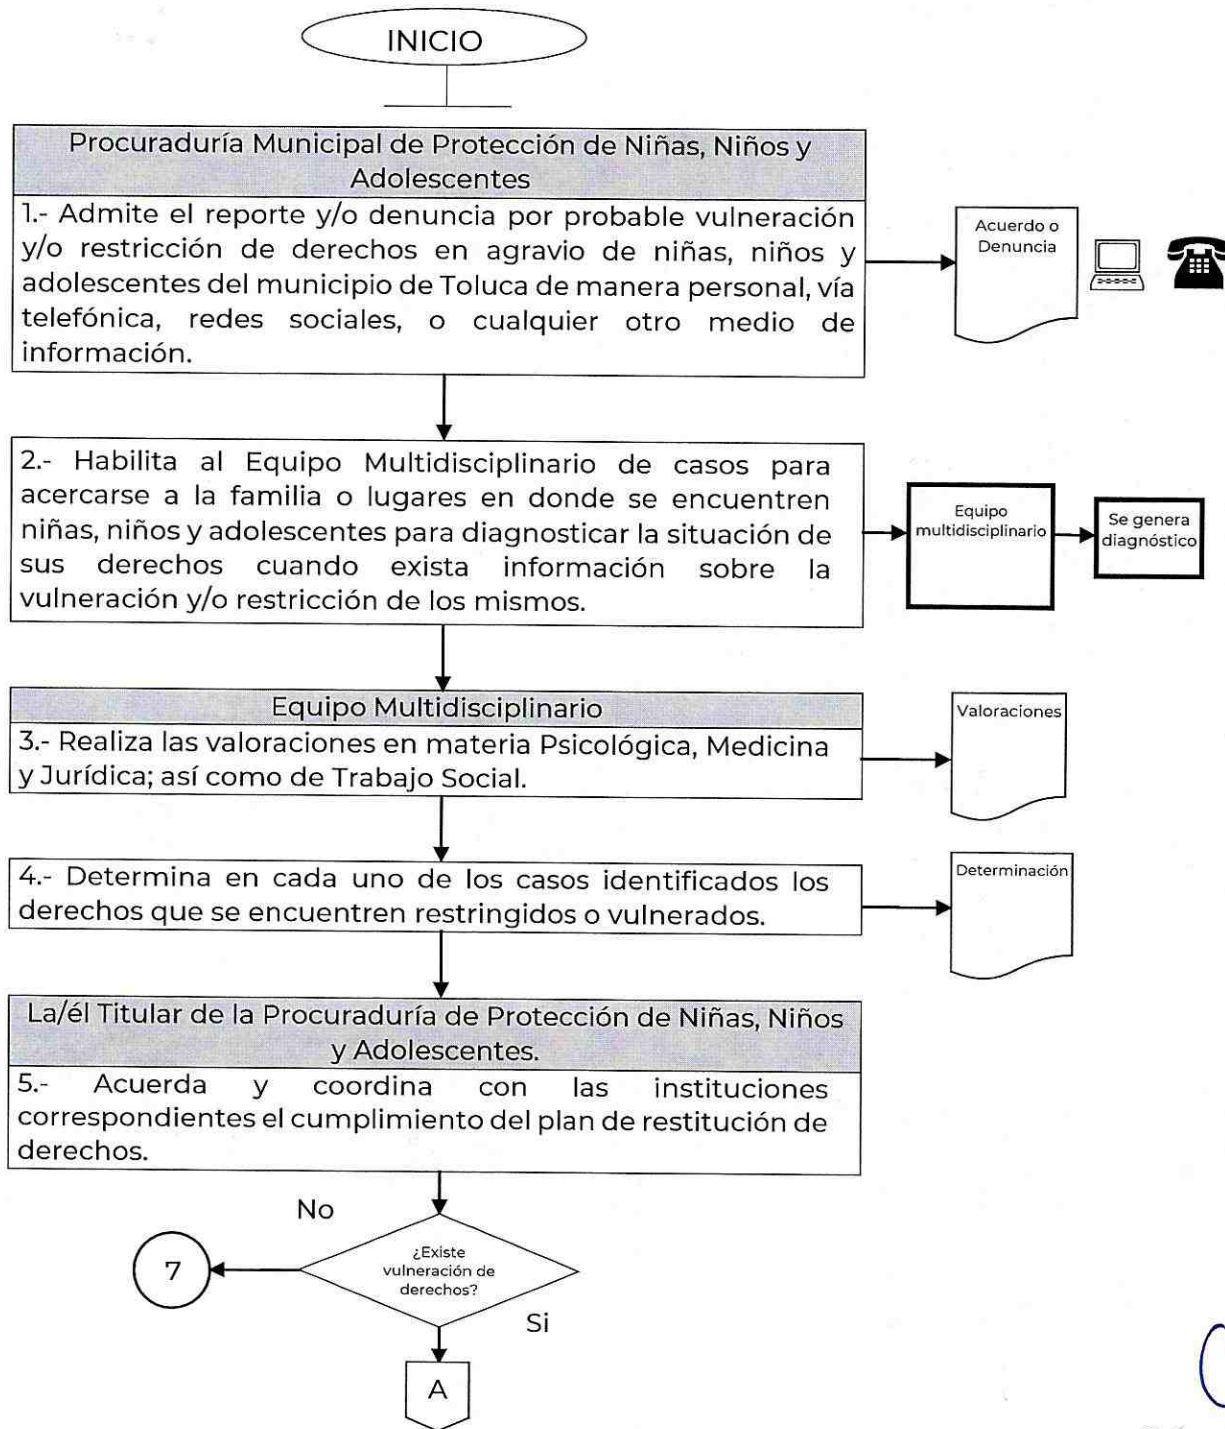 INICIO
Procuraduría Municipal de Protección de Niñas, Niños y
Adolescentes
1.- Admite el reporte y/o denuncia por probable vulneración
y/o restricción de derechos en agravio de niñas, niños y
adolescentes del municipio de Toluca de manera personal, vía
telefónica, redes sociales, o cualquier otro medio de
información.
Acuerdo o
Denuncia
2.- Habilita al Equipo Multidisciplinario de casos para
acercarse a la familia o lugares en donde se encuentren
niñas, niños y adolescentes para diagnosticar la situación de
sus derechos cuando exista información sobre la
vulneración y/o restricción de los mismos.
Equipo
multidisciplinario
Se genera
diagnóstico
Equipo Multidisciplinario
3.- Realiza las valoraciones en materia Psicológica, Medicina
y Jurídica; así como de Trabajo Social.
Valoraciones
4.- Determina en cada uno de los casos identificados los
derechos que se encuentren restringidos o vulnerados.
Determinación
La/él Titular de la Procuraduría de Protección de Niñas, Niños
y Adolescentes.
5.- Acuerda y coordina con las instituciones
correspondientes el cumplimiento del plan de restitución de
derechos.
No
7
¿Existe
vulneración de
derechos?
Si
A